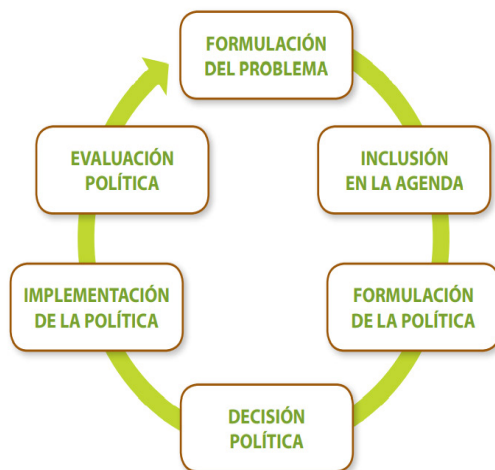 FORMULACIÓN
DEL PROBLEMA
INCLUSIÓN
EN LA AGENDA
FORMULACIÓN
DE LA POLÍTICA
DECISIÓN
POLÍTICA
IMPLEMENTACIÓN
DE LA POLÍTICA
EVALUACIÓN
POLÍTICA